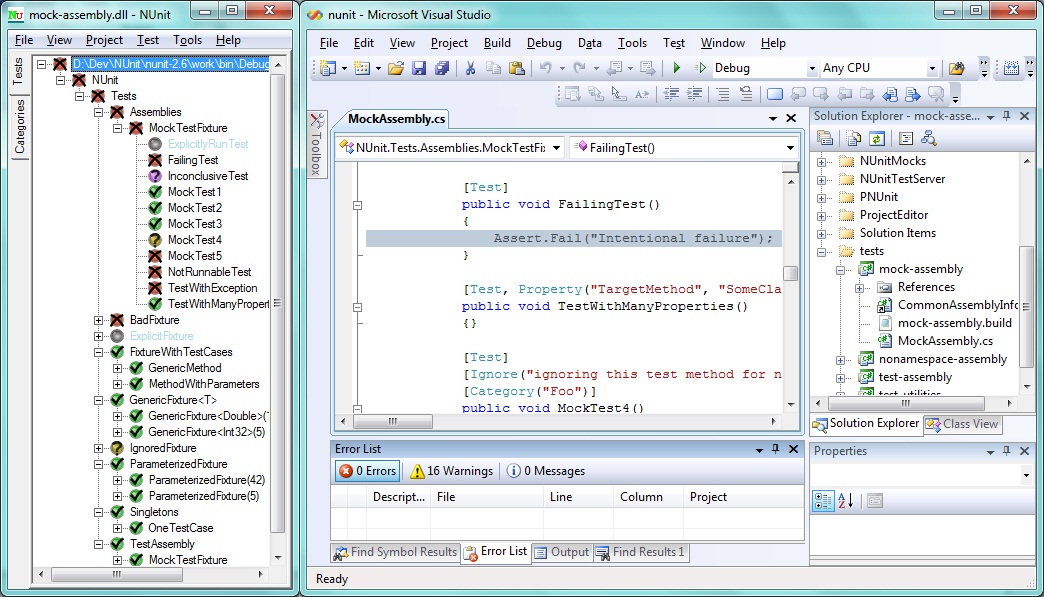 mock-assembly.dll - NUnit
File View Project Test Tools Help
Tests
Categories
D:\Dev\NUnit\nunit-2.6\work\bin\Debug
NUnit
Tests
Assemblies
MockTestFixture
ExplicitlyRunTest
FailingTest
InconclusiveTest
MockTest1
MockTest2
MockTest3
MockTest4
MockTest5
NotRunnableTest
TestWithException
TestWithManyPropert
BadFixture
ExplicitFixture
FixtureWithTestCases
GenericMethod
MethodWithParameters
GenericFixture<T>
GenericFixture<Double>(
GenericFixture<Int32>(5)
IgnoredFixture
ParameterizedFixture
ParameterizedFixture(42)
ParameterizedFixture(5)
Singletons
OneTestCase
TestAssembly
MockTestFixture
nunit - Microsoft Visual Studio
File Edit View Project Build Debug Data Tools Test Window Help
Debug Any CPU
Toolbox
MockAssembly.cs
NUnit.Tests.Assemblies.MockTestFi FailingTest()
[Test]
public void FailingTest()
{
Assert.Fail("Intentional failure");
}
[Test, Property("TargetMethod", "SomeCla
public void TestWithManyProperties()
{}
[Test]
[Ignore("ignoring this test method for n
[Category("Foo")]
public void MockTest4()
Error List
0 Errors 16 Warnings 0 Messages
Descript... File Line Column Project
Find Symbol Results Error List Output Find Results 1
Ready
Solution Explorer - mock-asse...
NUnitMocks
NUnitTestServer
PNUnit
ProjectEditor
Solution Items
tests
mock-assembly
References
CommonAssemblyInfo
mock-assembly.build
MockAssembly.cs
nonamespace-assembly
test-assembly
test-utilities
Solution Explorer Class View
Properties